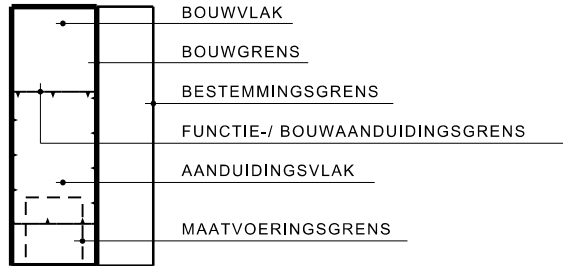 BOUWVLAK
BOUWGRENS
BESTEMMINGSGRENS
FUNCTIE-/ BOUWAANDUIDINGSGRENS
AANDUIDINGSVLAK
MAATVOERINGSGRENS